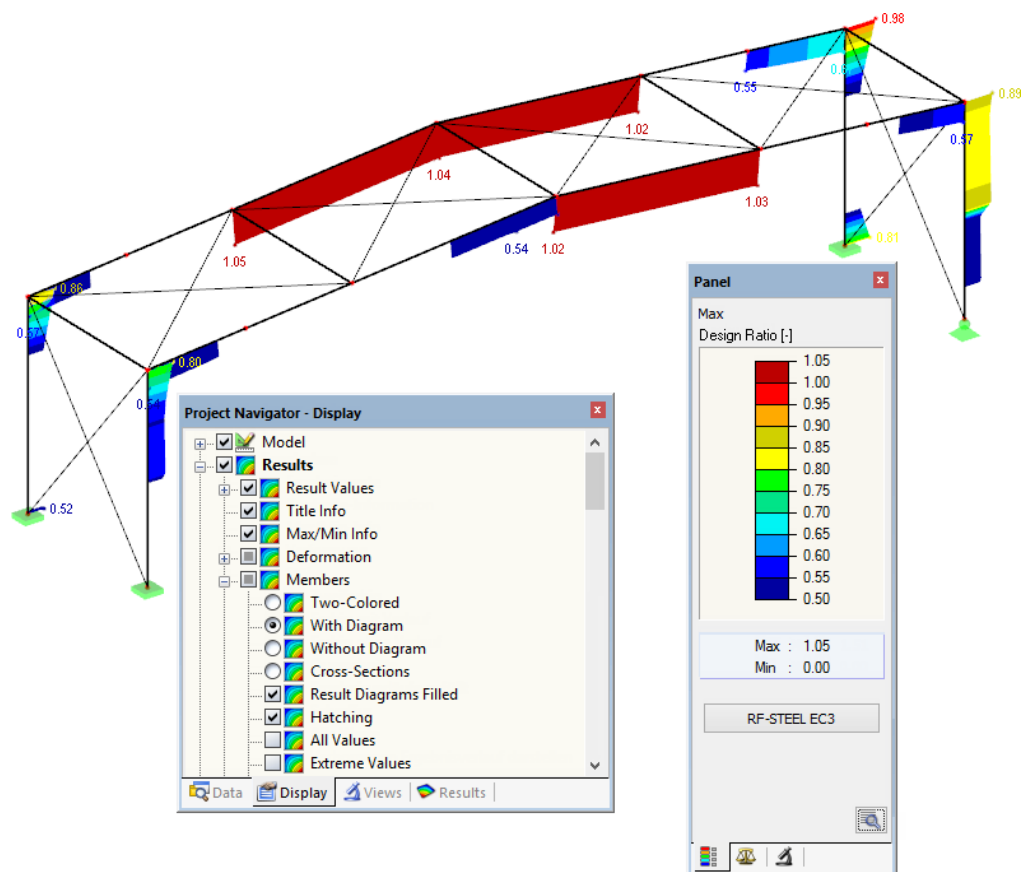 0.98
0.89
0.55
0.57
1.02
1.04
1.03
1.05
0.54
1.02
0.81
0.86
0.57
0.80
0.52
Project Navigator - Display
Model
Results
Result Values
Title Info
Max/Min Info
Deformation
Members
Two-Colored
With Diagram
Without Diagram
Cross-Sections
Result Diagrams Filled
Hatching
All Values
Extreme Values
Data
Display
Views
Results
Panel
Max
Design Ratio [-]
1.05
1.00
0.95
0.90
0.85
0.80
0.75
0.70
0.65
0.60
0.55
0.50
Max : 1.05
Min : 0.00
RF-STEEL EC3